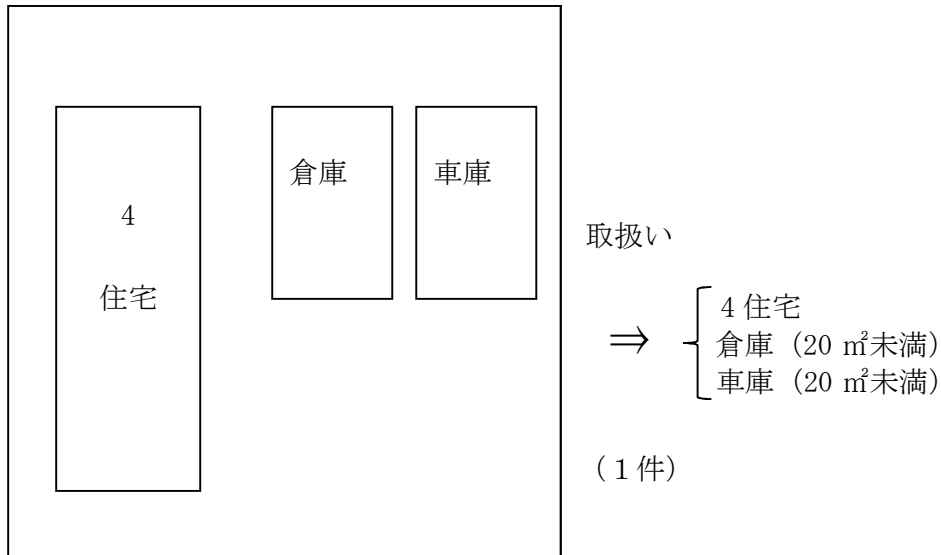 4
住宅
倉庫
車庫
取扱い
⇒
4 住宅
倉庫（20 ㎡未満）
車庫（20 ㎡未満）
（１件）